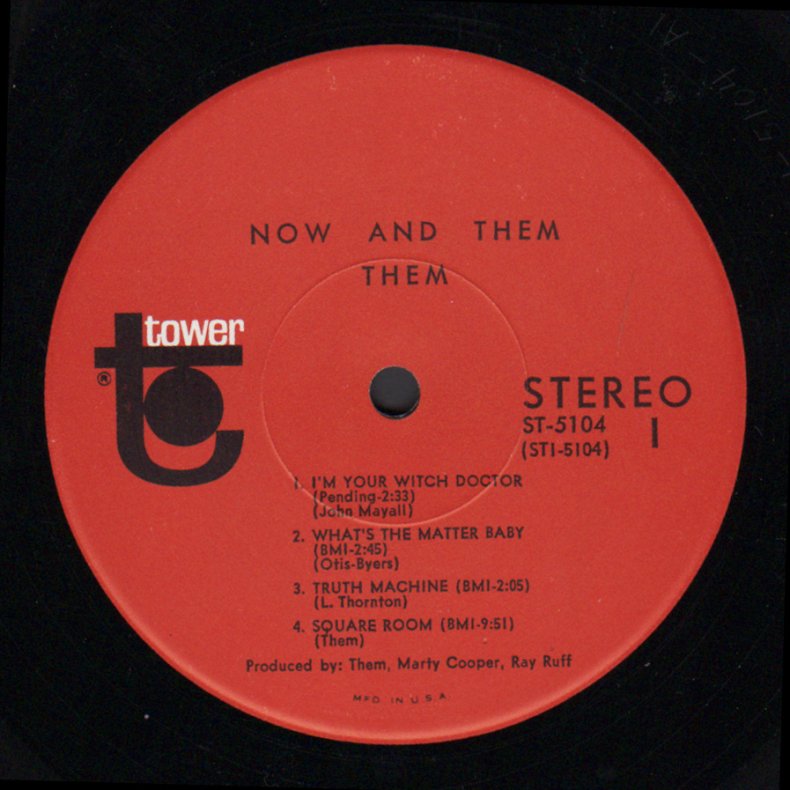 NOW AND THEM
THEM
tower
®
STEREO
ST-5104
(ST1-5104)
1
1. I'M YOUR WITCH DOCTOR
(Pending-2:33)
(John Mayall)
2. WHAT'S THE MATTER BABY
(BMI-2:45)
(Otis-Byers)
3. TRUTH MACHINE (BMI-2:05)
(L. Thornton)
4. SQUARE ROOM (BMI-9:51)
(Them)
Produced by: Them, Marty Cooper, Ray Ruff
MFD. IN U.S.A.